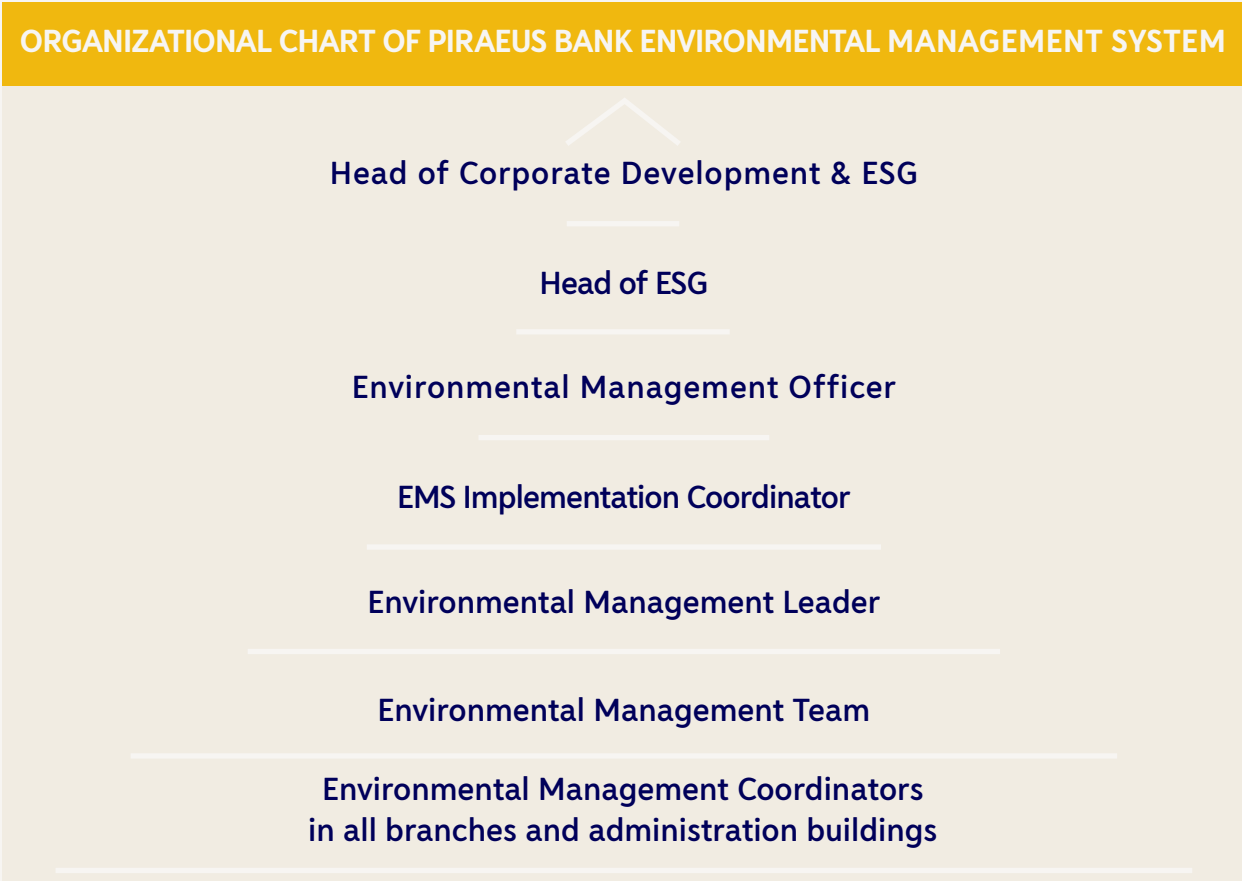 ORGANIZATIONAL CHART OF PIRAEUS BANK ENVIRONMENTAL MANAGEMENT SYSTEM
Head of Corporate Development & ESG
Head of ESG
Environmental Management Officer
EMS Implementation Coordinator
Environmental Management Leader
Environmental Management Team
Environmental Management Coordinators
in all branches and administration buildings